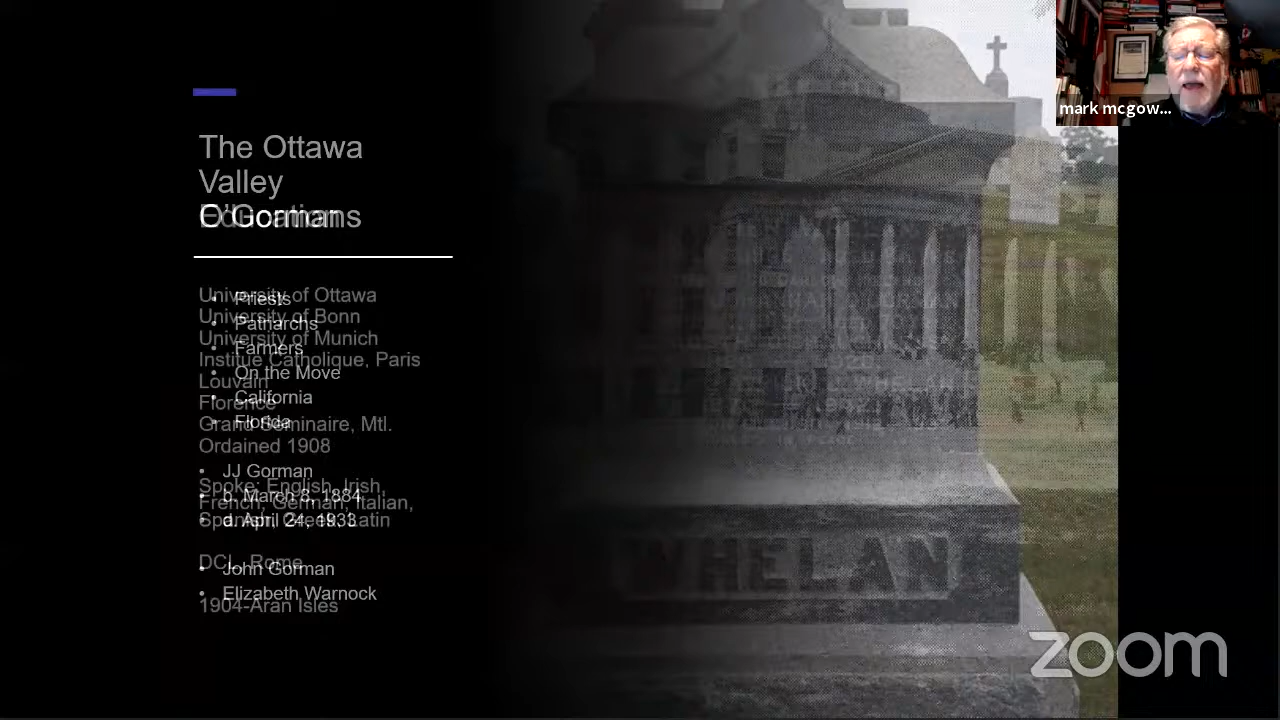 mark mcgow...
The Ottawa
Valley
O'Gorman
University of Ottawa
• Priests
University of Bonn
• Patriarchs
University of Munich
• Farmers
Institue Catholique, Paris
• On the Move
Louvain
• California
Florence
• Florida
Grand Seminaire, Mtl.
Ordained 1908
• JJ Gorman
Spoke: English, Irish,
• b. March 8, 1884
French, German, Italian,
• d. April 24, 1933
Spanish, Greek, Latin
DCL, Rome
• John Gorman
• Elizabeth Warnock
1904-Aran Isles
WHELAN
zoom